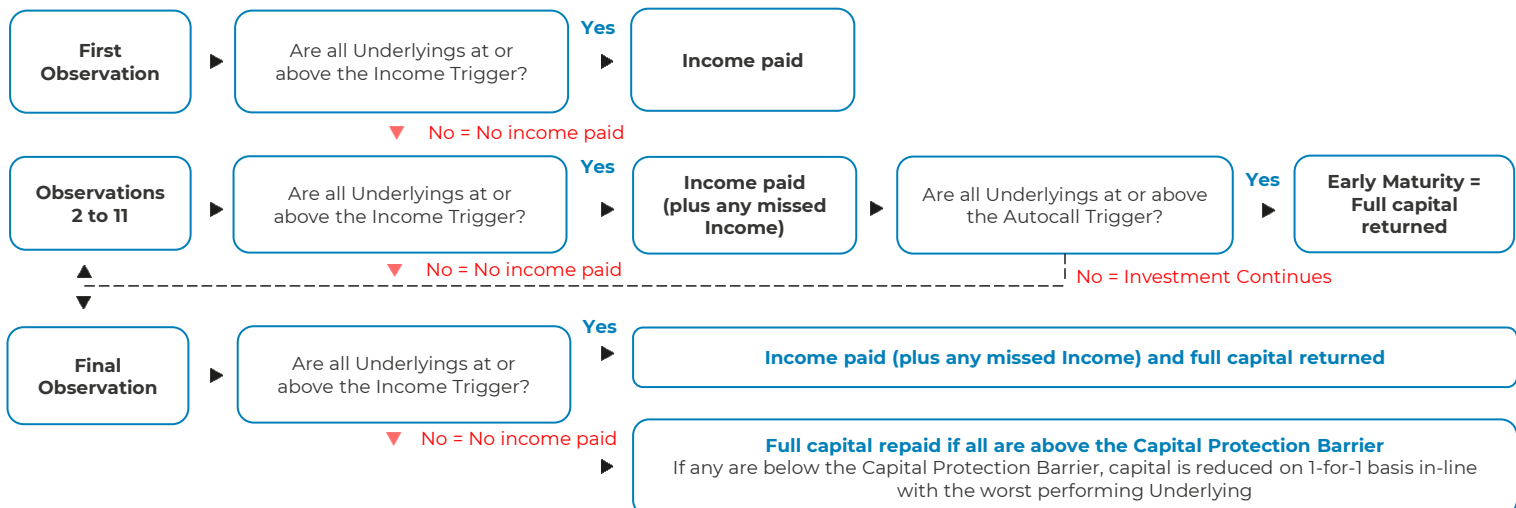 First
Observation
Are all Underlyings at or
above the Income Trigger?
Yes
Income paid
No = No income paid
Observations
2 to 11
Are all Underlyings at or
above the Income Trigger?
Yes
Income paid
(plus any missed
Income)
Are all Underlyings at or above
the Autocall Trigger?
Yes
Early Maturity =
Full capital
returned
No = No income paid
No = Investment Continues
Final
Observation
Are all Underlyings at or
above the Income Trigger?
Yes
Income paid (plus any missed Income) and full capital returned
No = No income paid
Full capital repaid if all are above the Capital Protection Barrier
If any are below the Capital Protection Barrier, capital is reduced on 1-for-1 basis in-line
with the worst performing Underlying